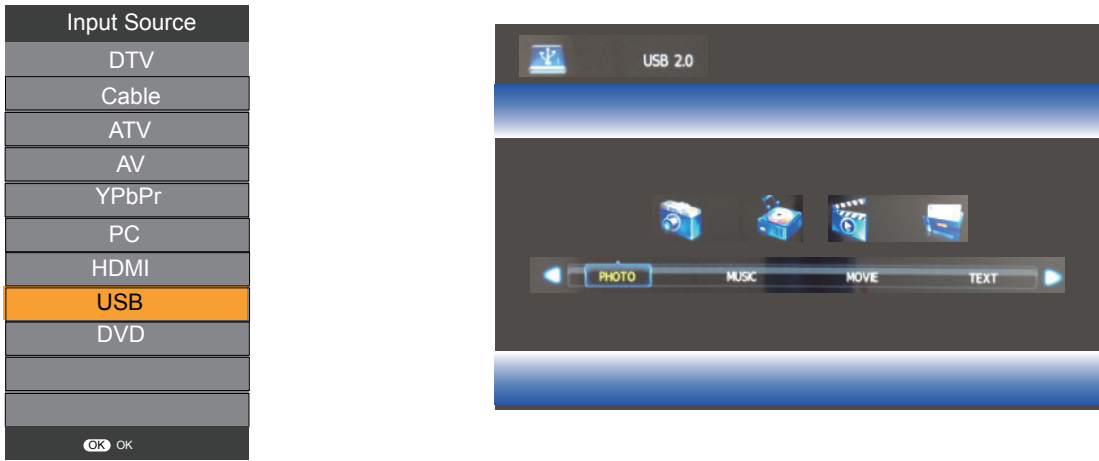 Input Source
DTV
Cable
ATV
AV
YPbPr
PC
HDMI
USB
DVD
OK OK
USB 2.0
PHOTO MUSIC MOVIE TEXT